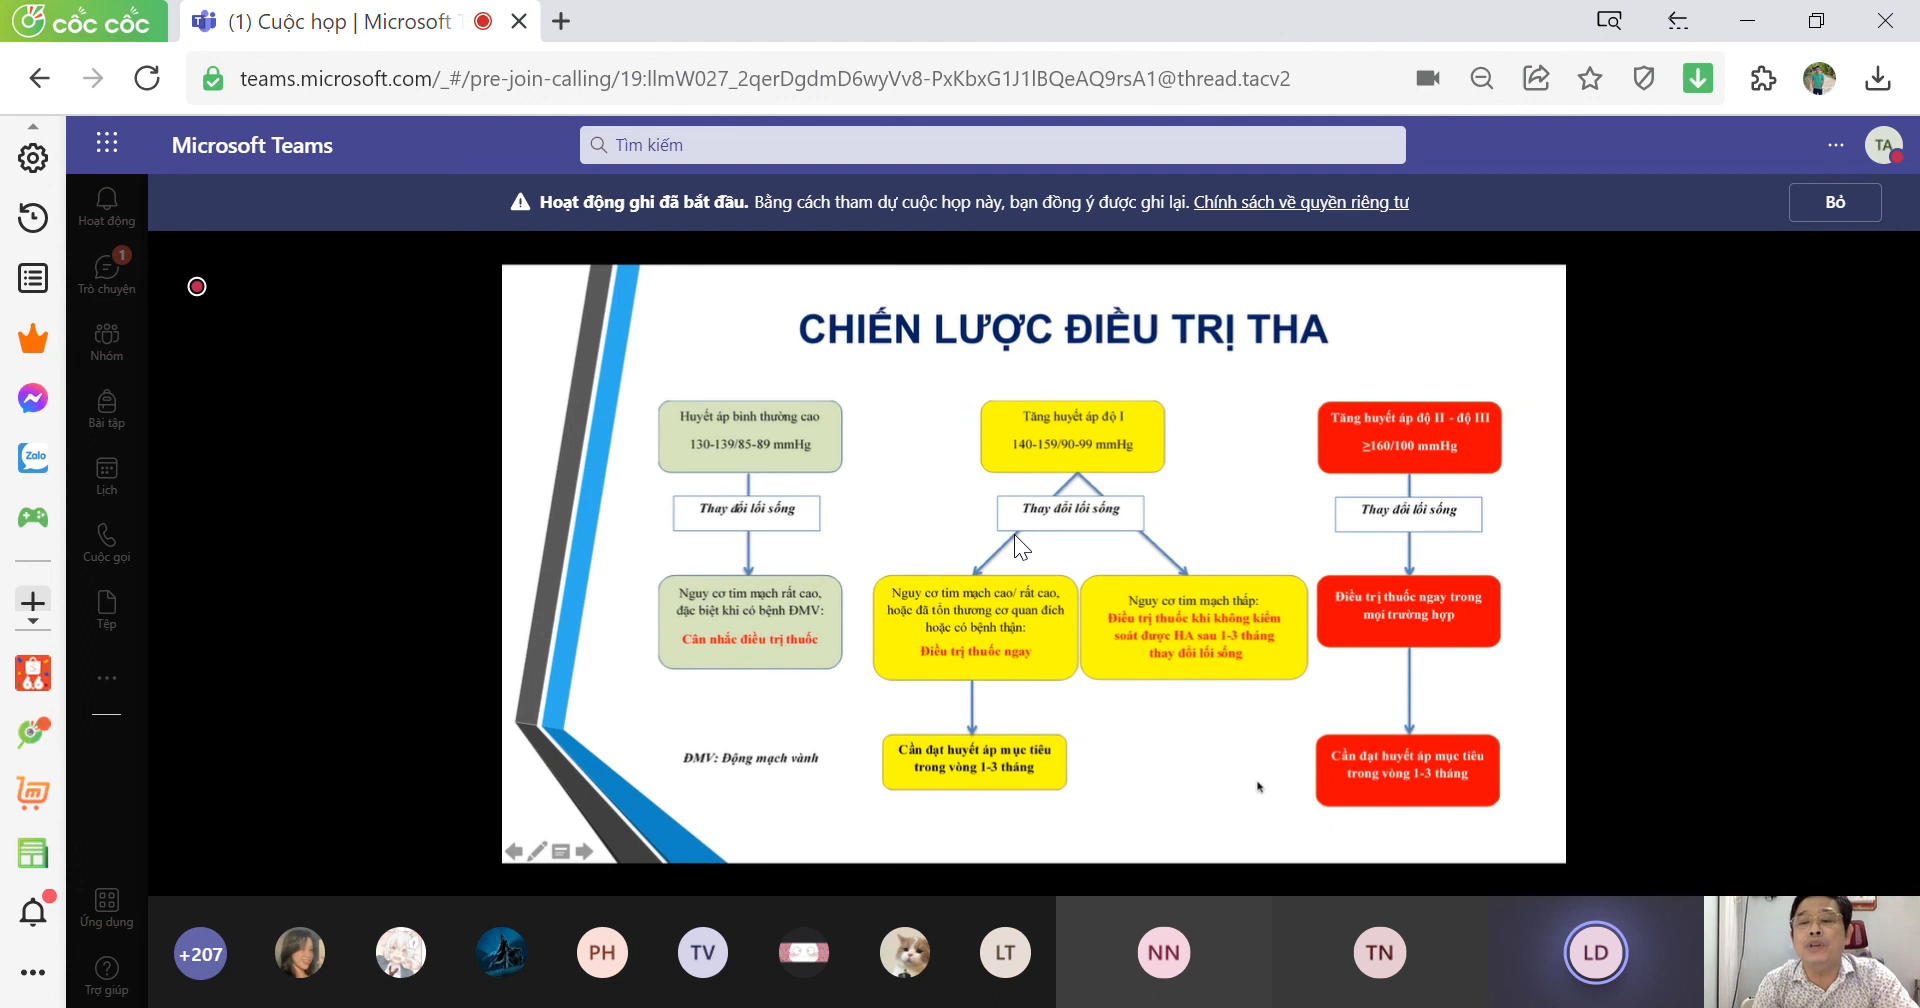 cốc cốc
(1) Cuộc họp | Microsoft T
teams.microsoft.com/_#/pre-join-calling/19:llmW027_2qerDgdmD6wyVv8-PxKbxG1J1lBQeAQ9rsA1@thread.tacv2
Microsoft Teams
Tìm kiếm
TA
Hoạt động ghi đã bắt đầu. Bằng cách tham dự cuộc họp này, bạn đồng ý được ghi lại. Chính sách về quyền riêng tư
Bỏ
Hoạt động
1
Trò chuyện
Nhóm
Bài tập
Zalo
Lịch
Cuộc gọi
Tệp
6.6
Ứng dụng
Trợ giúp
CHIẾN LƯỢC ĐIỀU TRỊ THA
Huyết áp bình thường cao
130-139/85-89 mmHg
Thay đổi lối sống
Nguy cơ tim mạch rất cao,
đặc biệt khi có bệnh ĐMV:
Cân nhắc điều trị thuốc
Tăng huyết áp độ I
140-159/90-99 mmHg
Thay đổi lối sống
Nguy cơ tim mạch cao/ rất cao,
hoặc đã tổn thương cơ quan đích
hoặc có bệnh thận:
Điều trị thuốc ngay
Nguy cơ tim mạch thấp:
Điều trị thuốc khi không kiểm
soát được HA sau 1-3 tháng
thay đổi lối sống
Cần đạt huyết áp mục tiêu
trong vòng 1-3 tháng
Tăng huyết áp độ II - độ III
≥160/100 mmHg
Thay đổi lối sống
Điều trị thuốc ngay trong
mọi trường hợp
Cần đạt huyết áp mục tiêu
trong vòng 1-3 tháng
ĐMV: Động mạch vành
+207
PH
TV
LT
NN
TN
LD